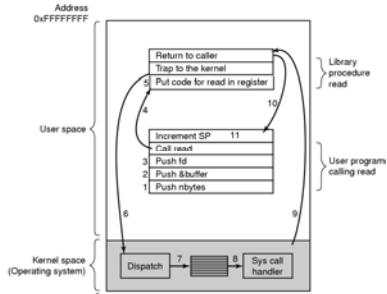 Address
0xFFFFFFFF
Return to caller
Trap to the kernel
5 Put code for read in register
Library
procedure
read
4
10
User space
Increment SP 11
Call read
3 Push fd
2 Push &buffer
1 Push nbytes
User program
calling read
6
9
Kernel space
(Operating system)
Dispatch
7
8
Sys call
handler